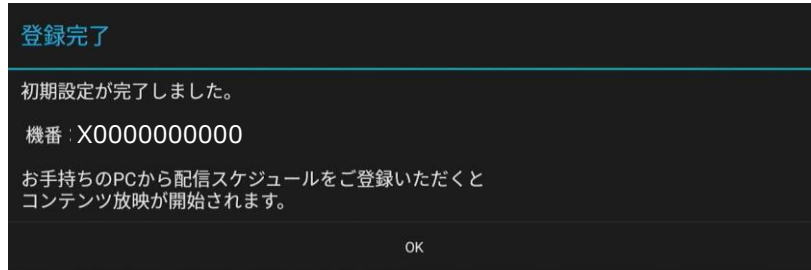 登録完了
初期設定が完了しました。
機番:X0000000000
お手持ちのPCから配信スケジュールをご登録いただくと
コンテンツ放映が開始されます。
OK